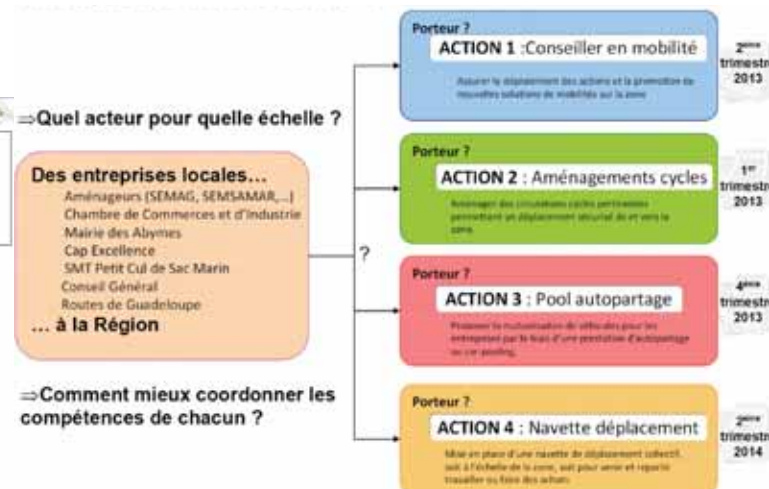 ⇒Quel acteur pour quelle échelle ?
Des entreprises locales…
Aménageurs (SEMAG, SEMSAMAR,…)
Chambre de Commerces et d'Industrie
Mairie des Abymes
Cap Excellence
SMT Petit Cul de Sac Marin
Conseil Général
Routes de Guadeloupe
… à la Région
⇒Comment mieux coordonner les
compétences de chacun ?
?
Porteur ?
ACTION 1 :Conseiller en mobilité
Assurer le déplacement des actions et la promotion de
nouvelles solutions de mobilités sur la zone
2ème
trimestre
2013
Porteur ?
ACTION 2 : Aménagements cycles
Aménager des circulations cycles pertinentes
permettant un déplacement sécurisé de et vers la
zone.
1er
trimestre
2013
Porteur ?
ACTION 3 : Pool autopartage
Proposer la mutualisation de véhicules pour les
entreprises par le biais d'une prestation d'autopartage
ou car-pooling.
4ème
trimestre
2013
Porteur ?
ACTION 4 : Navette déplacement
Mise en place d'une navette de déplacement collectif,
soit à l'échelle de la zone, soit pour venir et repartir
travailler ou faire des achats.
2ème
trimestre
2014